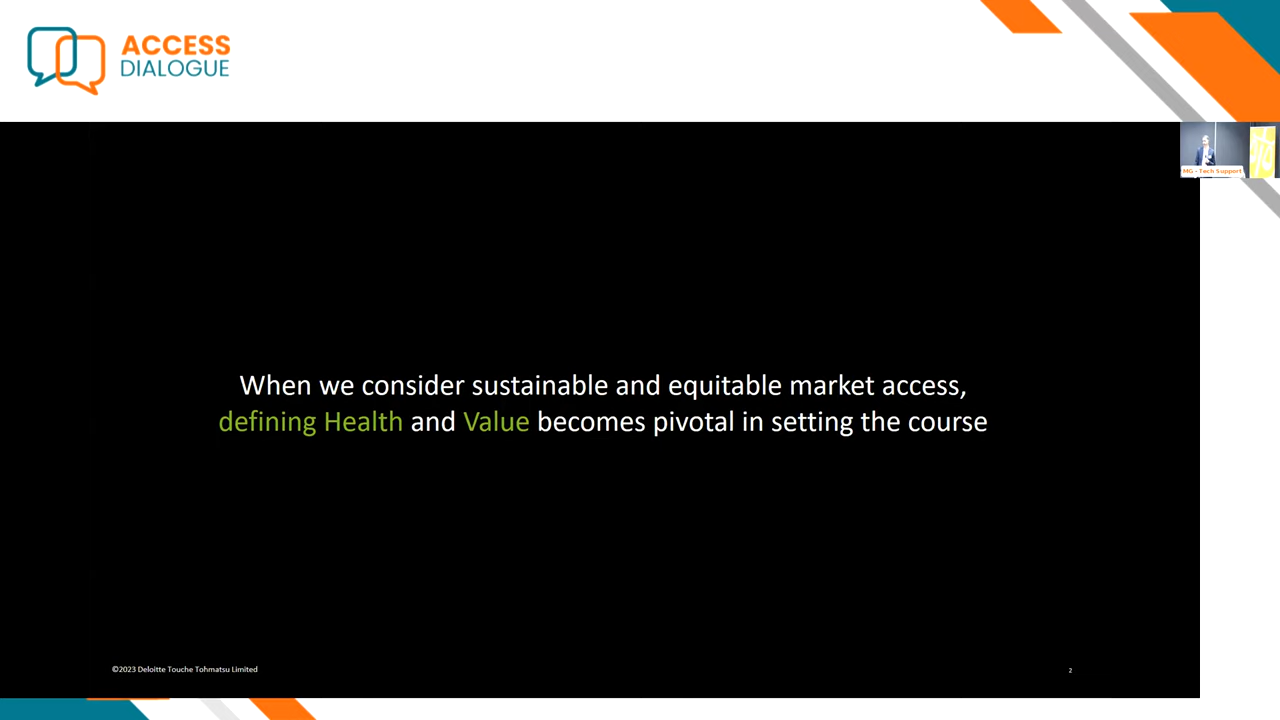 ACCESS
DIALOGUE
MG - Tech Support
When we consider sustainable and equitable market access,
defining Health and Value becomes pivotal in setting the course
©2023 Deloitte Touche Tohmatsu Limited
2